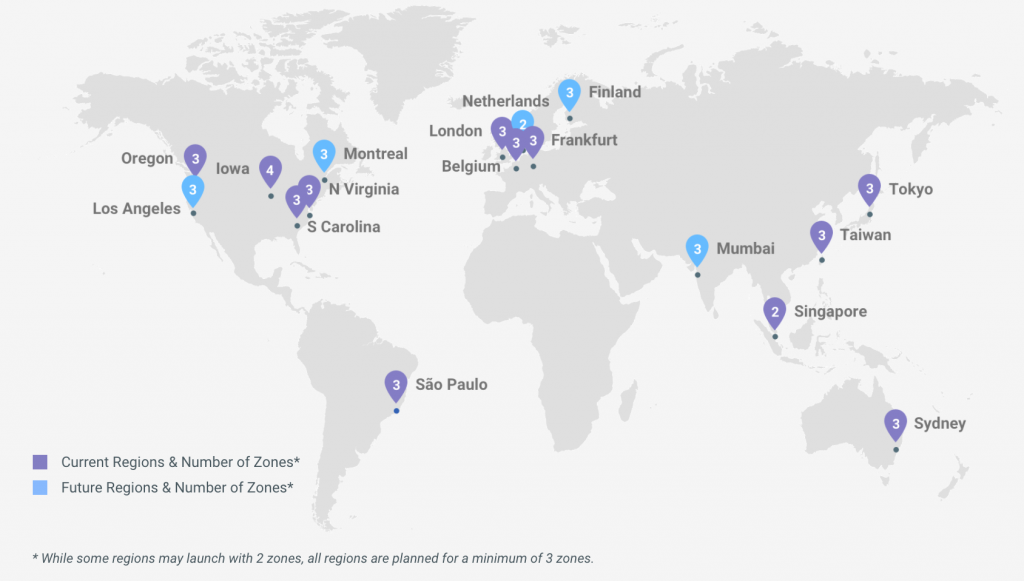 3 Finland
Netherlands 2
London 3
3 3 Frankfurt
Belgium
Oregon 3
3 Montreal
Iowa 4
3 N Virginia
Los Angeles 3
3 S Carolina
3 Tokyo
3 Taiwan
3 Mumbai
2 Singapore
3 São Paulo
3 Sydney
Current Regions & Number of Zones*
Future Regions & Number of Zones*
* While some regions may launch with 2 zones, all regions are planned for a minimum of 3 zones.